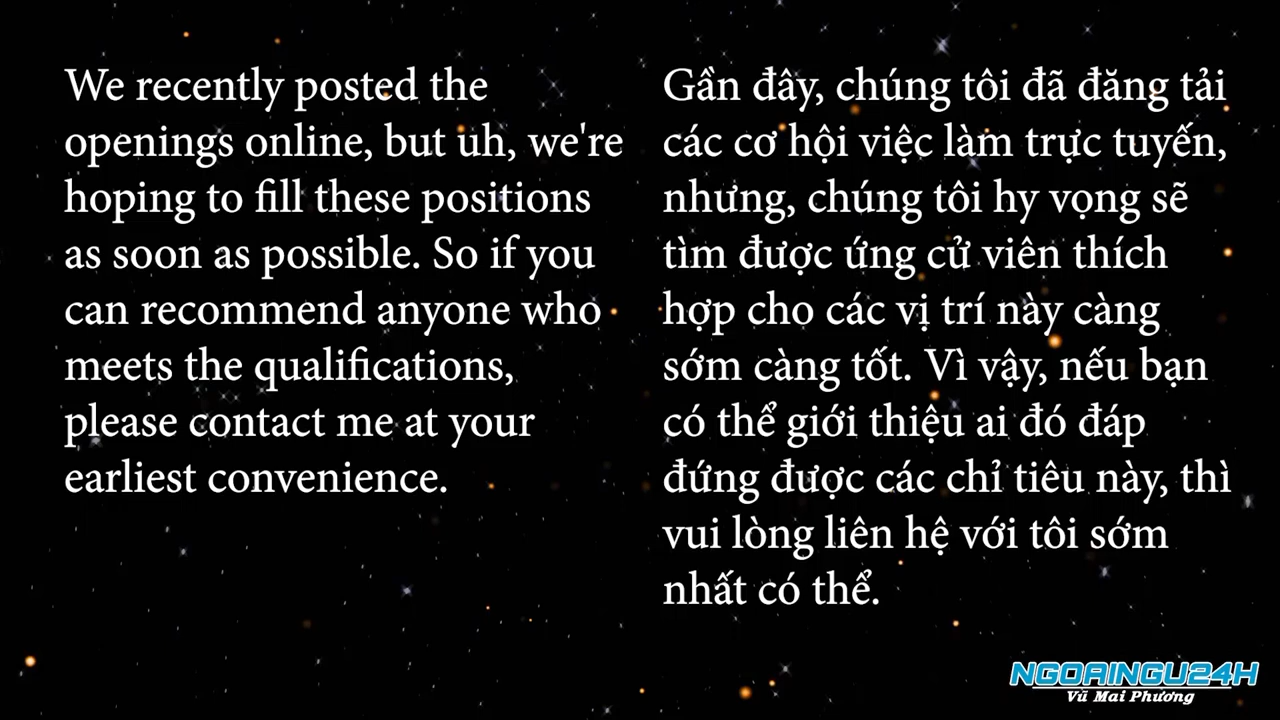 We recently posted the
openings online, but uh, we're
hoping to fill these positions
as soon as possible. So if you
can recommend anyone who
meets the qualifications,
please contact me at your
earliest convenience.
Gần đây, chúng tôi đã đăng tải
các cơ hội việc làm trực tuyến,
nhưng, chúng tôi hy vọng sẽ
tìm được ứng cử viên thích
hợp cho các vị trí này càng
sớm càng tốt. Vì vậy, nếu bạn
có thể giới thiệu ai đó đáp
đứng được các chỉ tiêu này, thì
vui lòng liên hệ với tôi sớm
nhất có thể.
NGOAINGU24H
Vũ Mai Phương